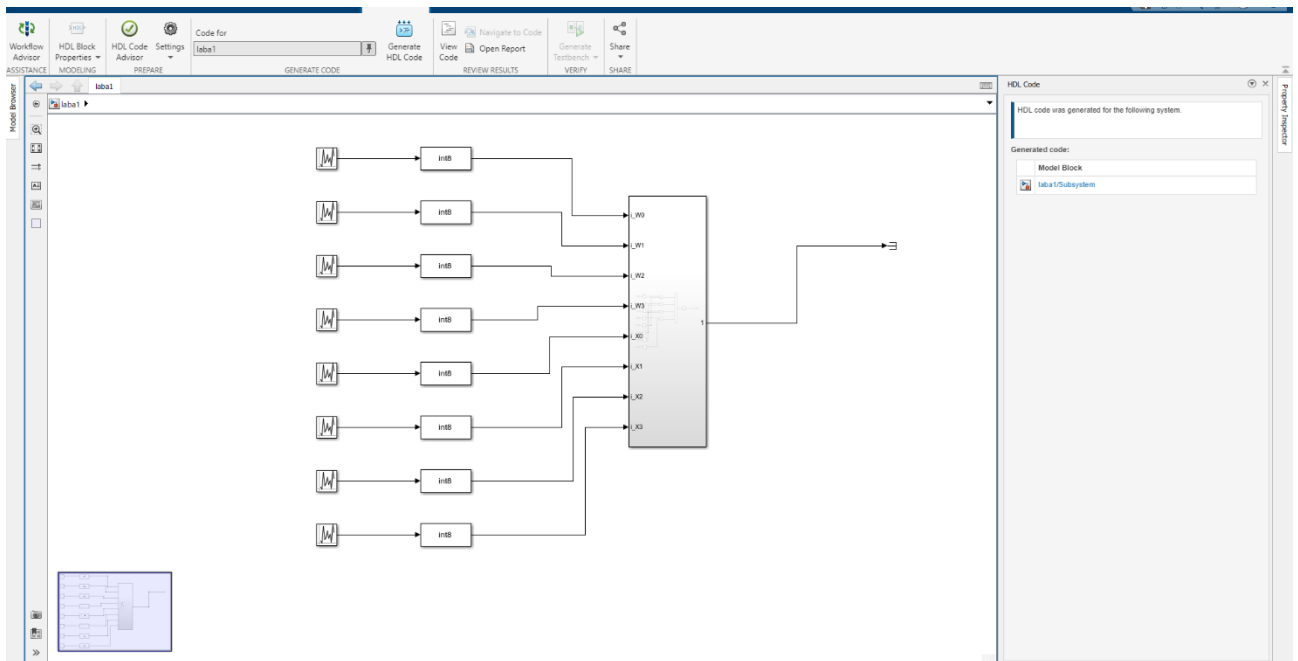 Workflow Advisor
HDL Block Properties
HDL Code Advisor
Settings
Code for
laba1
Generate HDL Code
View Code
Navigate to Code
Open Report
Generate Testbench
Share
ASSISTANCE
MODELING
PREPARE
GENERATE CODE
REVIEW RESULTS
VERIFY
SHARE
Model Browser
laba1
laba1
int8
int8
int8
int8
int8
int8
int8
int8
i_W0
i_W1
i_W2
i_W3
i_X0
i_X1
i_X2
i_X3
1
HDL Code
HDL code was generated for the following system.
Generated code:
Model Block
laba1/Subsystem
Property Inspector